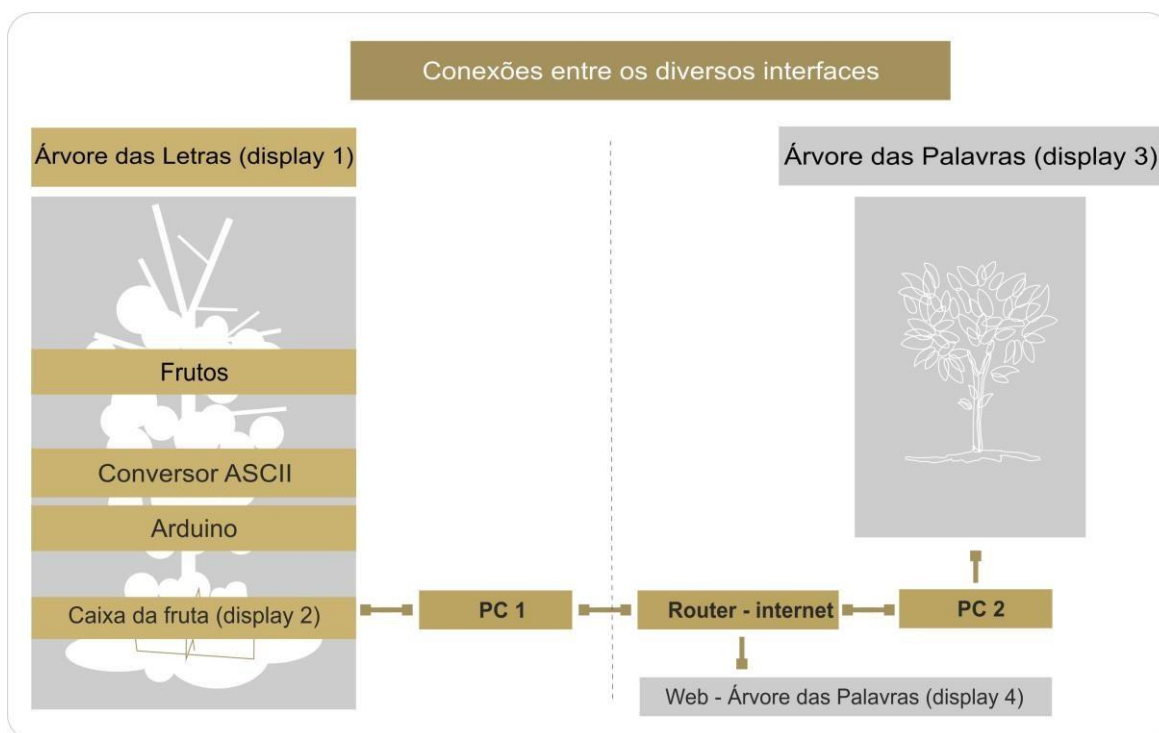 Conexões entre os diversos interfaces
Árvore das Letras (display 1)
Árvore das Palavras (display 3)
Frutos
Conversor ASCII
Arduino
Caixa da fruta (display 2)
PC 1
Router - internet
PC 2
Web - Árvore das Palavras (display 4)